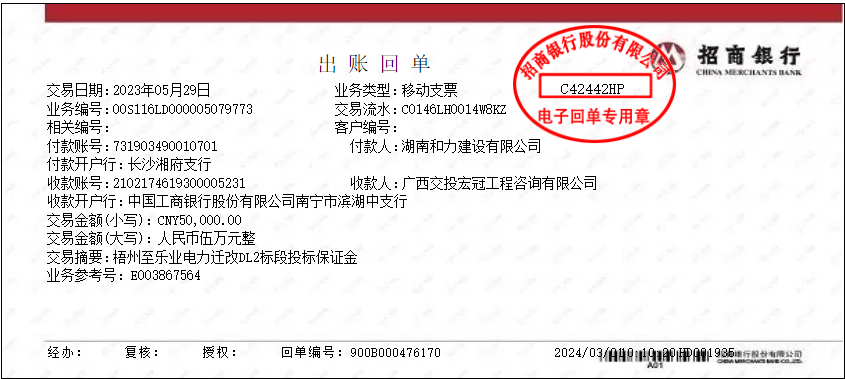 招商银行
CHINA MERCHANTS BANK
招商银行股份有限公司
C42442HP
电子回单专用章
出 账 回 单
交易日期：2023年05月29日 业务类型：移动支票
业务编号：00S116LD000005079773 交易流水：C0146LH0014W8KZ
相关编号： 客户编号：
付款账号：731903490010701 付款人：湖南和力建设有限公司
付款开户行：长沙湘府支行
收款账号：2102174619300005231 收款人：广西交投宏冠工程咨询有限公司
收款开户行：中国工商银行股份有限公司南宁市滨湖中支行
交易金额(小写)：CNY50,000.00
交易金额(大写)：人民币伍万元整
交易摘要：梧州至乐业电力迁改DL2标段投标保证金
业务参考号：E003867564
经办： 复核： 授权： 回单编号：900B000476170
A01